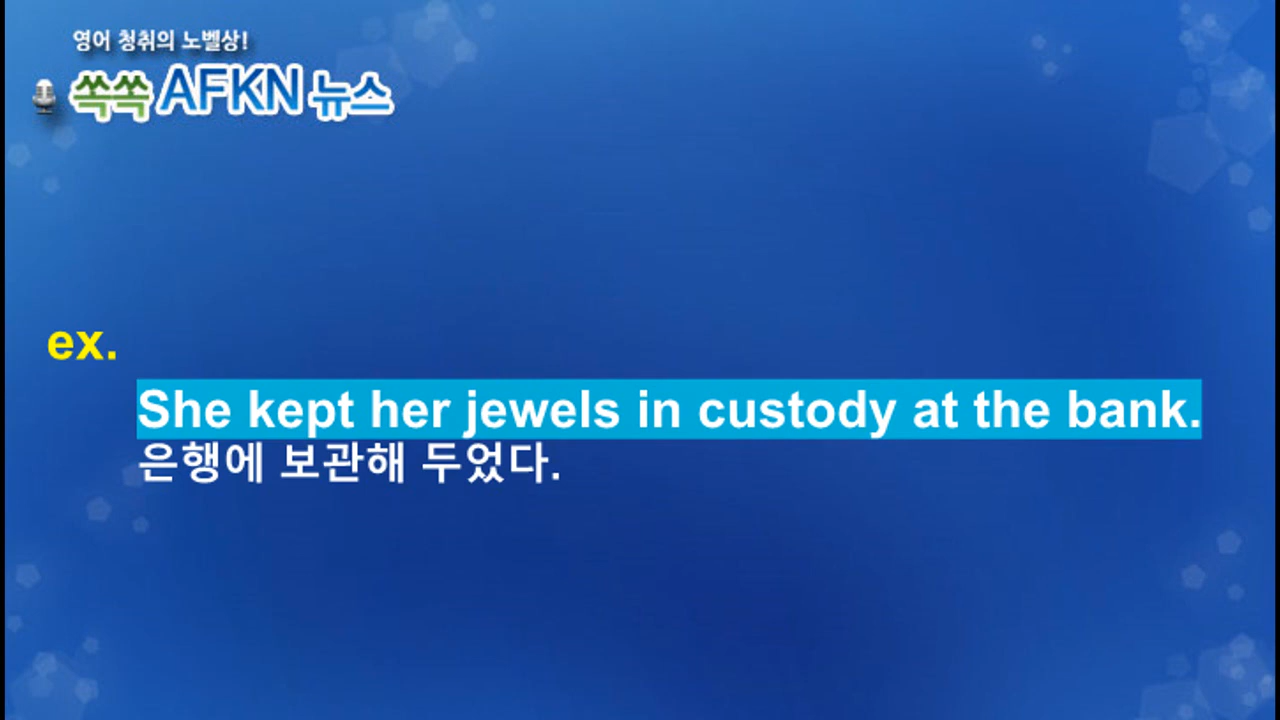 영어 청취의 노벨상!
쏙쏙 AFKN 뉴스
ex.
She kept her jewels in custody at the bank.
은행에 보관해 두었다.